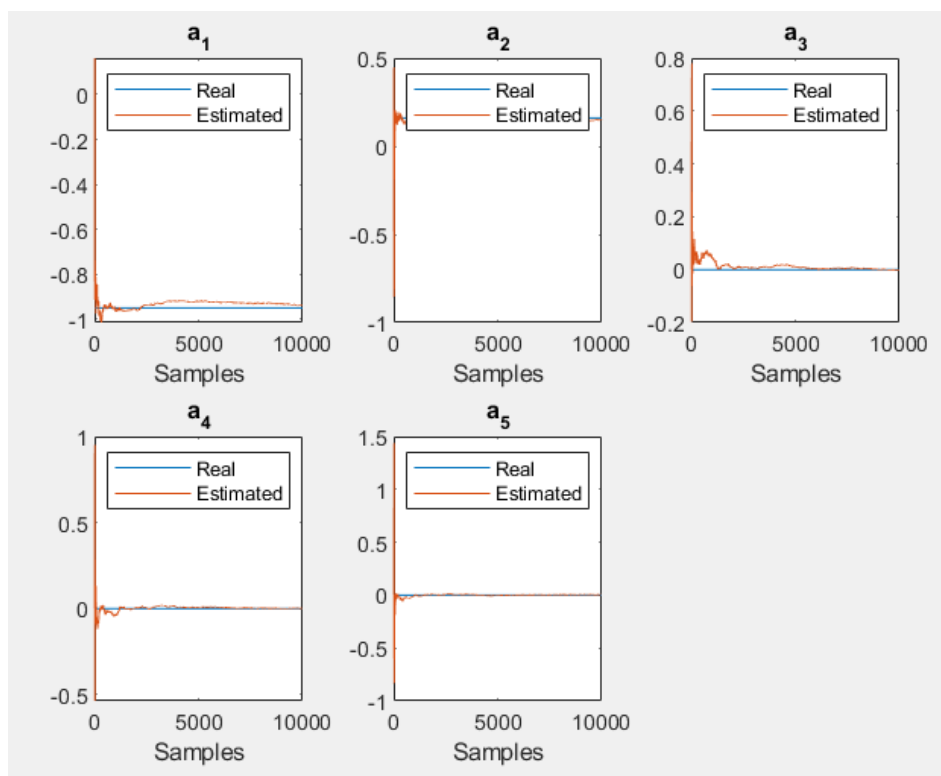 a1
0
-0.2
-0.4
-0.6
-0.8
-1
0 5000 10000
Samples
Real
Estimated
a2
0.5
0
-0.5
-1
0 5000 10000
Samples
Real
Estimated
a3
0.8
0.6
0.4
0.2
0
-0.2
0 5000 10000
Samples
Real
Estimated
a4
1
0.5
0
-0.5
0 5000 10000
Samples
Real
Estimated
a5
1.5
1
0.5
0
-0.5
-1
0 5000 10000
Samples
Real
Estimated